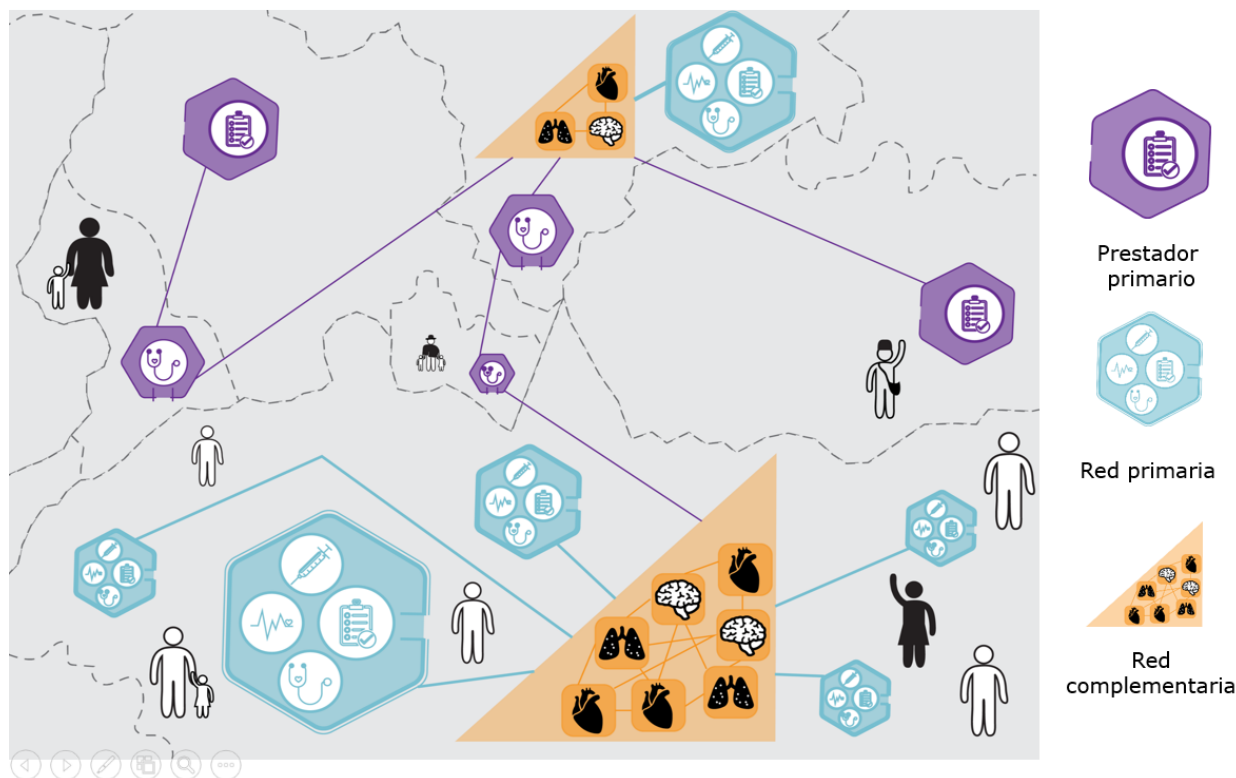 Prestador
primario
Red primaria
Red
complementaria